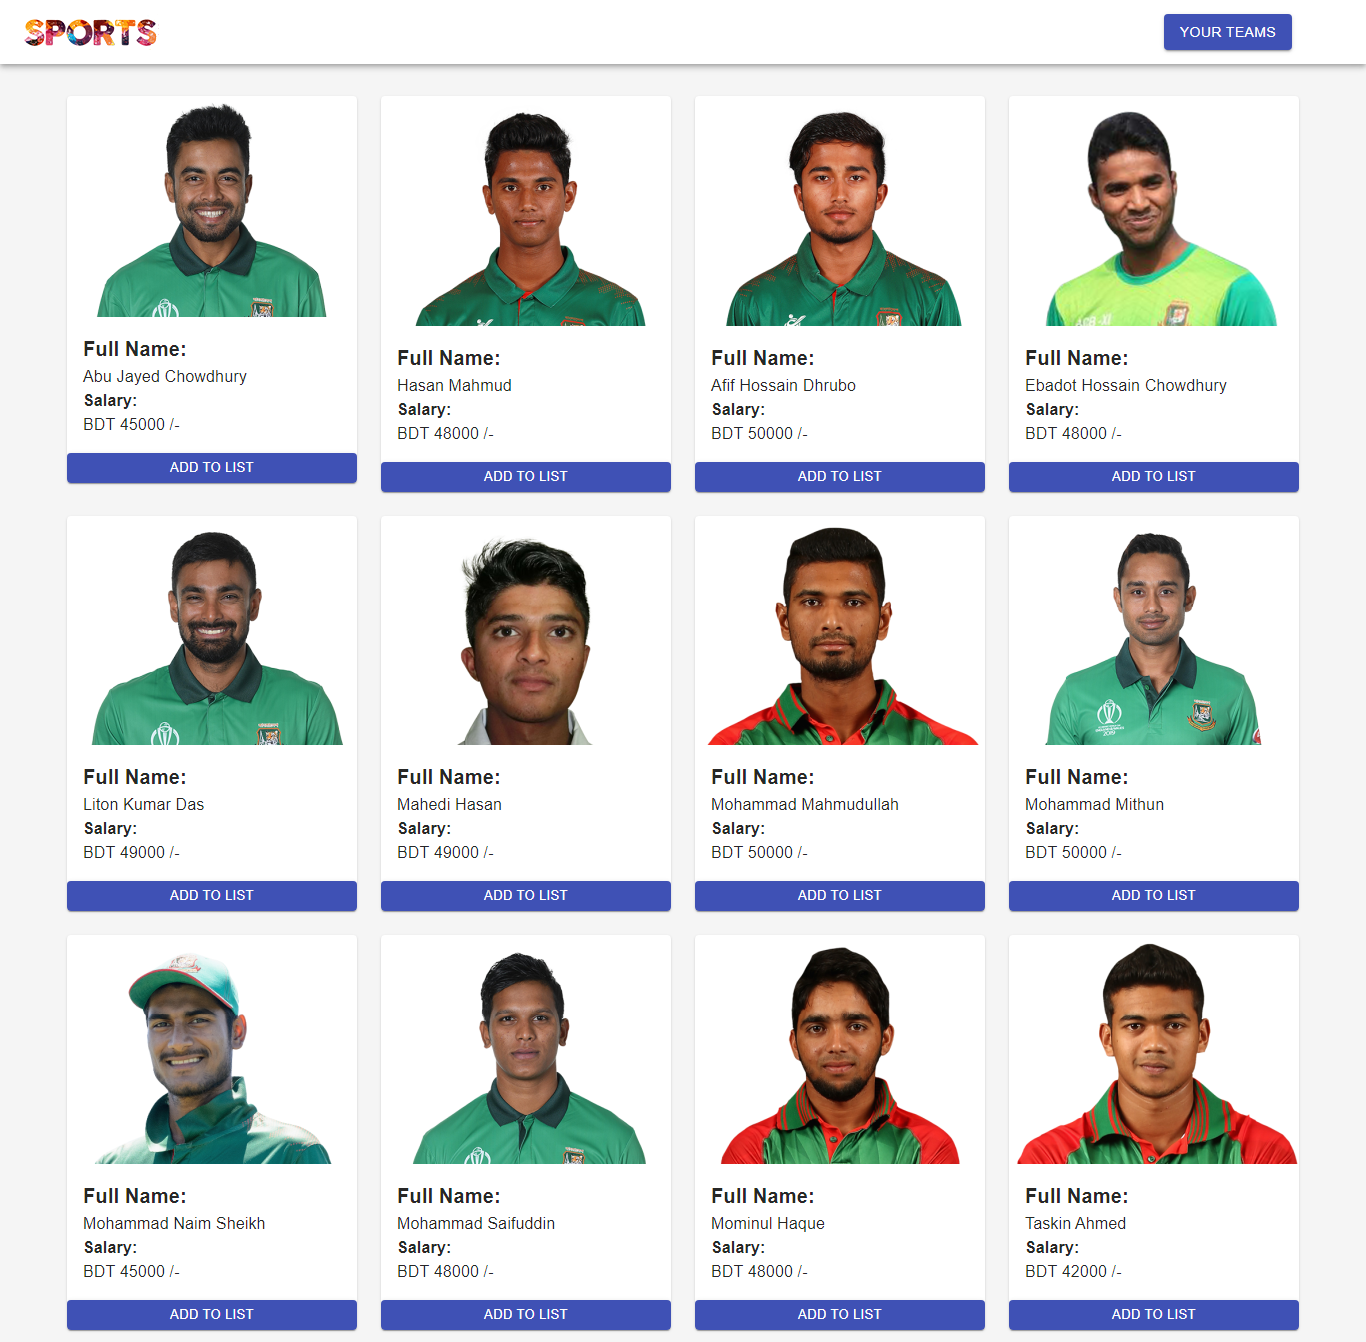 SPORTS
YOUR TEAMS
Full Name:
Abu Jayed Chowdhury
Salary:
BDT 45000 /-
ADD TO LIST
Full Name:
Hasan Mahmud
Salary:
BDT 48000 /-
ADD TO LIST
Full Name:
Afif Hossain Dhrubo
Salary:
BDT 50000 /-
ADD TO LIST
Full Name:
Ebadot Hossain Chowdhury
Salary:
BDT 48000 /-
ADD TO LIST
Full Name:
Liton Kumar Das
Salary:
BDT 49000 /-
ADD TO LIST
Full Name:
Mahedi Hasan
Salary:
BDT 49000 /-
ADD TO LIST
Full Name:
Mohammad Mahmudullah
Salary:
BDT 50000 /-
ADD TO LIST
2019
Full Name:
Mohammad Mithun
Salary:
BDT 50000 /-
ADD TO LIST
Full Name:
Mohammad Naim Sheikh
Salary:
BDT 45000 /-
ADD TO LIST
Full Name:
Mohammad Saifuddin
Salary:
BDT 48000 /-
ADD TO LIST
Full Name:
Mominul Haque
Salary:
BDT 48000 /-
ADD TO LIST
Full Name:
Taskin Ahmed
Salary:
BDT 42000 /-
ADD TO LIST